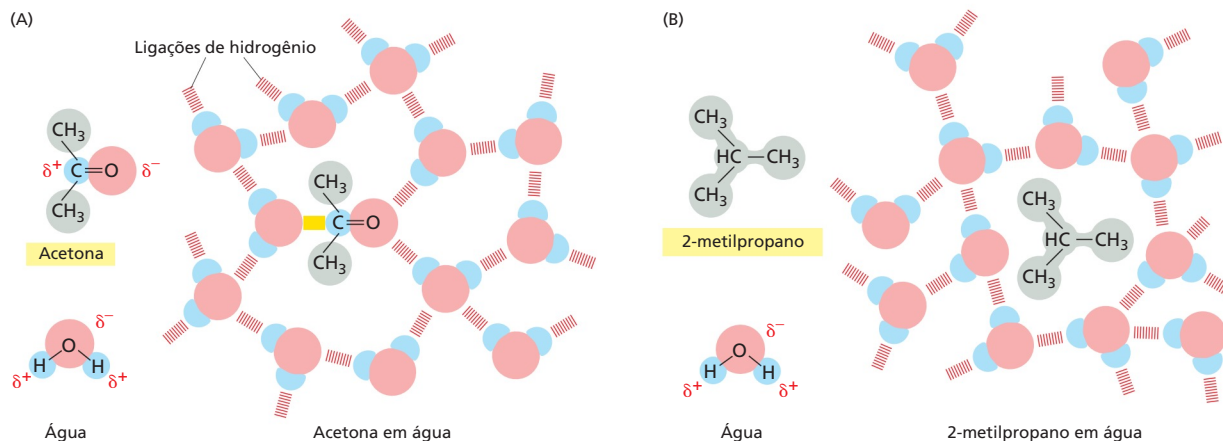 (A)
Ligações de hidrogênio
CH3
δ+ C=O δ−
CH3
Acetona
δ−
O
H H
δ+ δ+
Água
CH3
C=O
CH3
Acetona em água
(B)
CH3
HC—CH3
CH3
2-metilpropano
δ−
O
H H
δ+ δ+
Água
CH3
HC—CH3
CH3
2-metilpropano em água